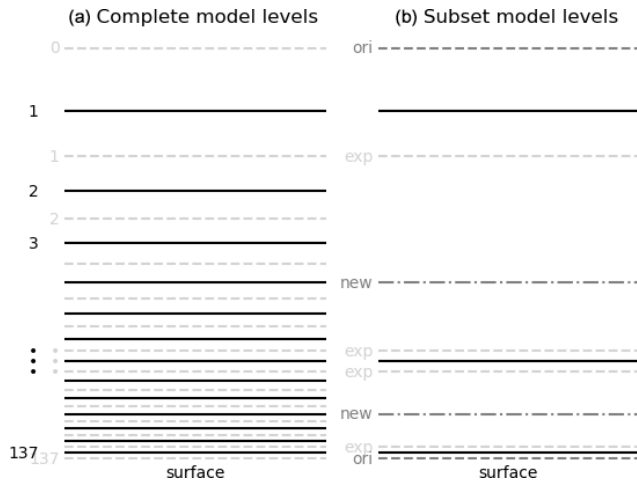 (a) Complete model levels
0
1
1
2
2
3
137
137
surface
(b) Subset model levels
ori
exp
new
exp
exp
new
exp
ori
surface